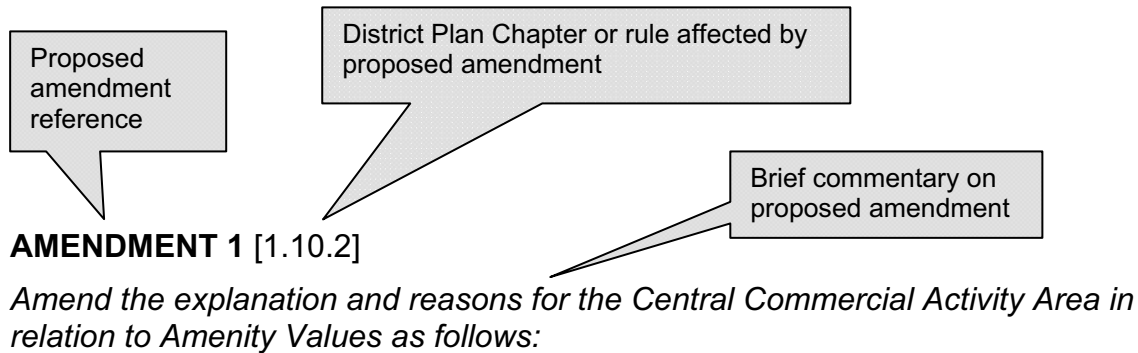 Proposed
amendment
reference
District Plan Chapter or rule affected by
proposed amendment
Brief commentary on
proposed amendment
AMENDMENT 1 [1.10.2]
Amend the explanation and reasons for the Central Commercial Activity Area in
relation to Amenity Values as follows: